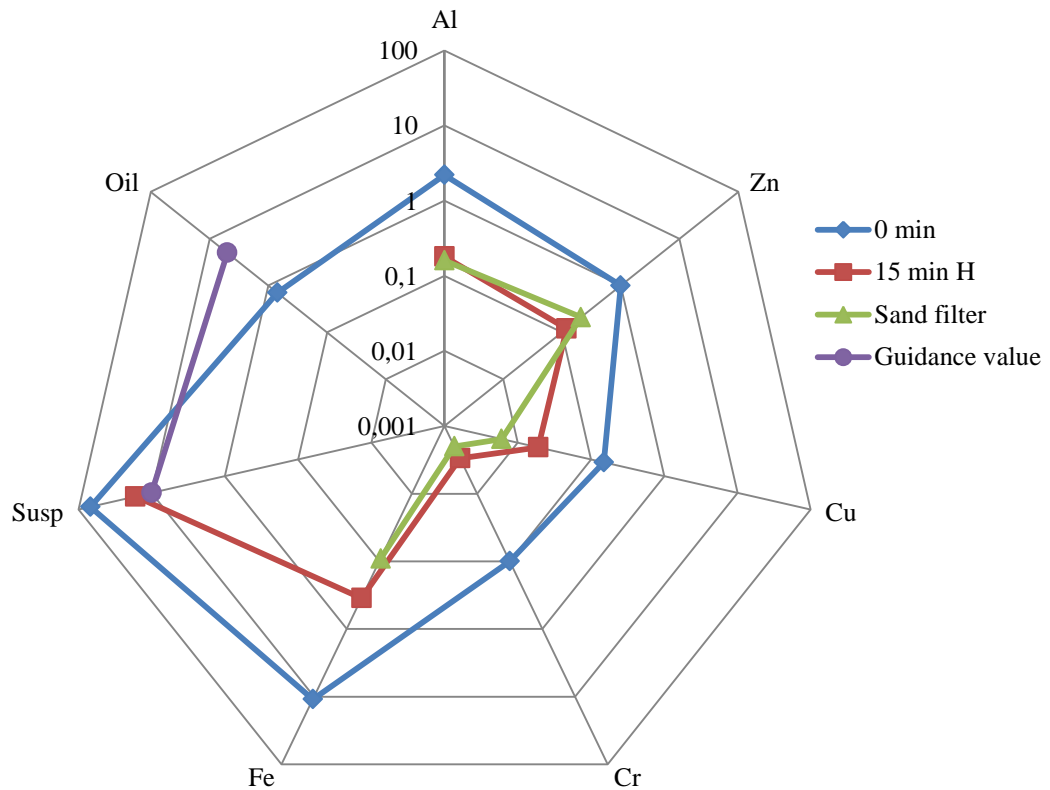 Al
100
10
1
0,1
0,01
0,001
Zn
Cu
Cr
Fe
Susp
Oil
0 min
15 min H
Sand filter
Guidance value